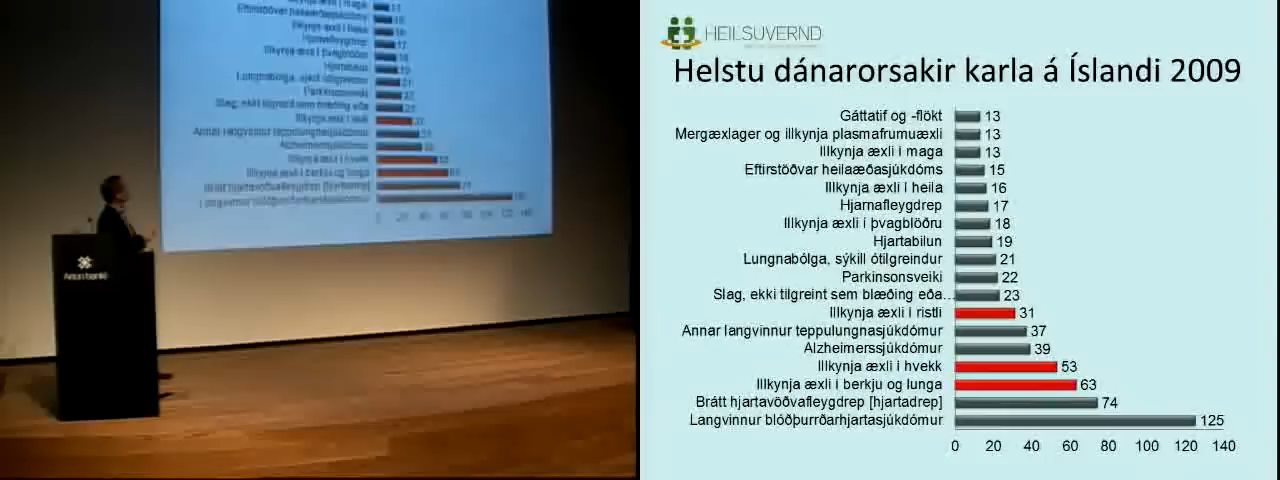 HEILSUVERND
Helstu dánarorsakir karla á Íslandi 2009
Gáttatif og -flökt 13
Mergæxlager og illkynja plasmafrumuæxli 13
Illkynja æxli í maga 13
Eftirstöðvar heilaæðasjúkdóms 15
Illkynja æxli í heila 16
Hjarnafleygdrep 17
Illkynja æxli í þvagblöðru 18
Hjartabilun 19
Lungnabólga, sýkill ótilgreindur 21
Parkinsonsveiki 22
Slag, ekki tilgreint sem blæðing eða… 23
Illkynja æxli í ristli 31
Annar langvinnur teppulungnasjúkdómur 37
Alzheimerssjúkdómur 39
Illkynja æxli í hvekk 53
Illkynja æxli í berkju og lunga 63
Brátt hjartavöðvafleygdrep [hjartadrep] 74
Langvinnur blóðþurrðarhjartasjúkdómur 125
0 20 40 60 80 100 120 140
Arion banki